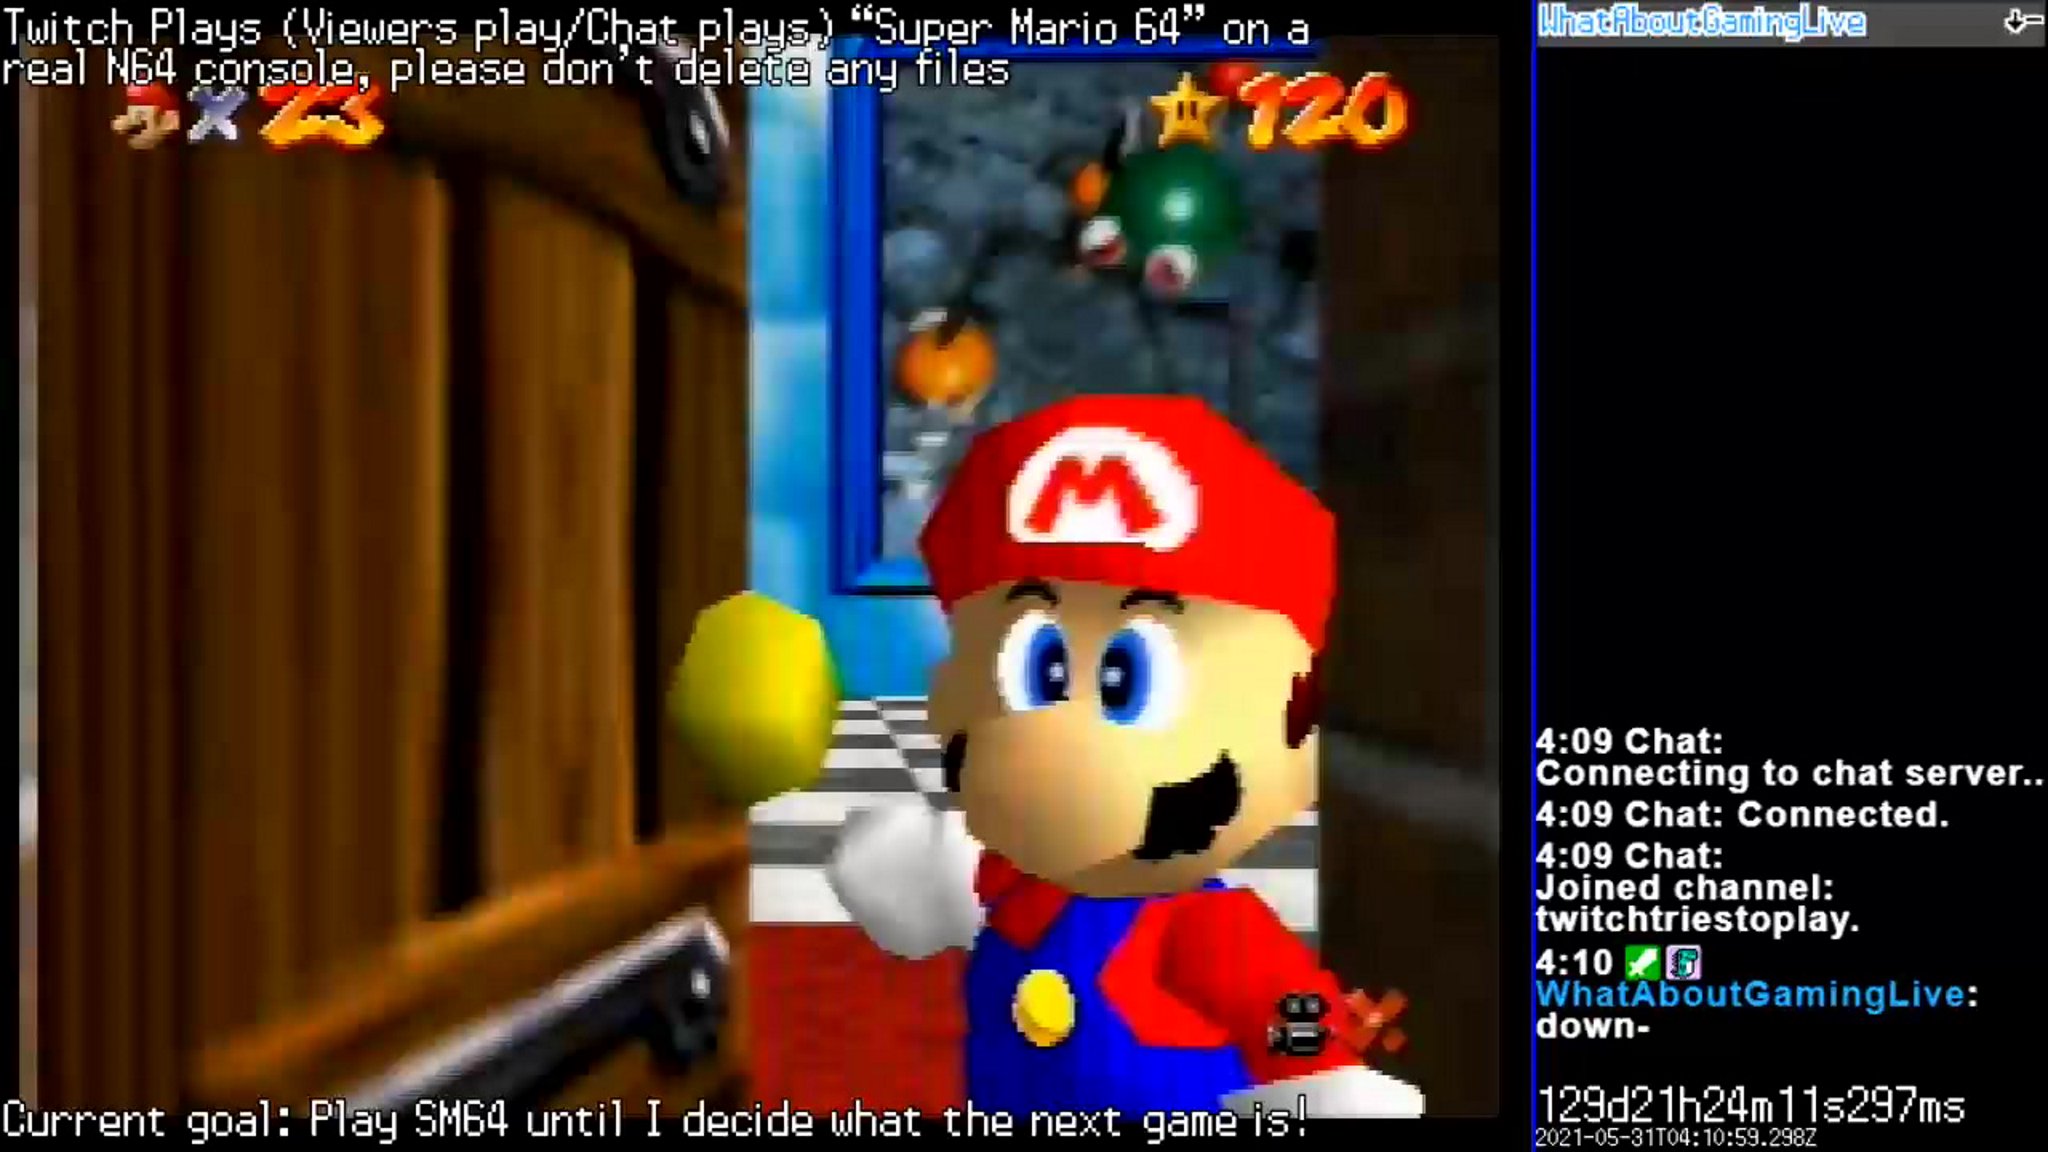 Twitch Plays (Viewers play/Chat plays) “Super Mario 64” on a
real N64 console, please don't delete any files
x 23
120
M
Current goal: Play SM64 until I decide what the next game is!
WhatAboutGamingLive
4:09 Chat:
Connecting to chat server..
4:09 Chat: Connected.
4:09 Chat:
Joined channel:
twitchtriestoplay.
4:10
WhatAboutGamingLive:
down-
129d21h24m11s297ms
2021-05-31T04:10:59.298Z